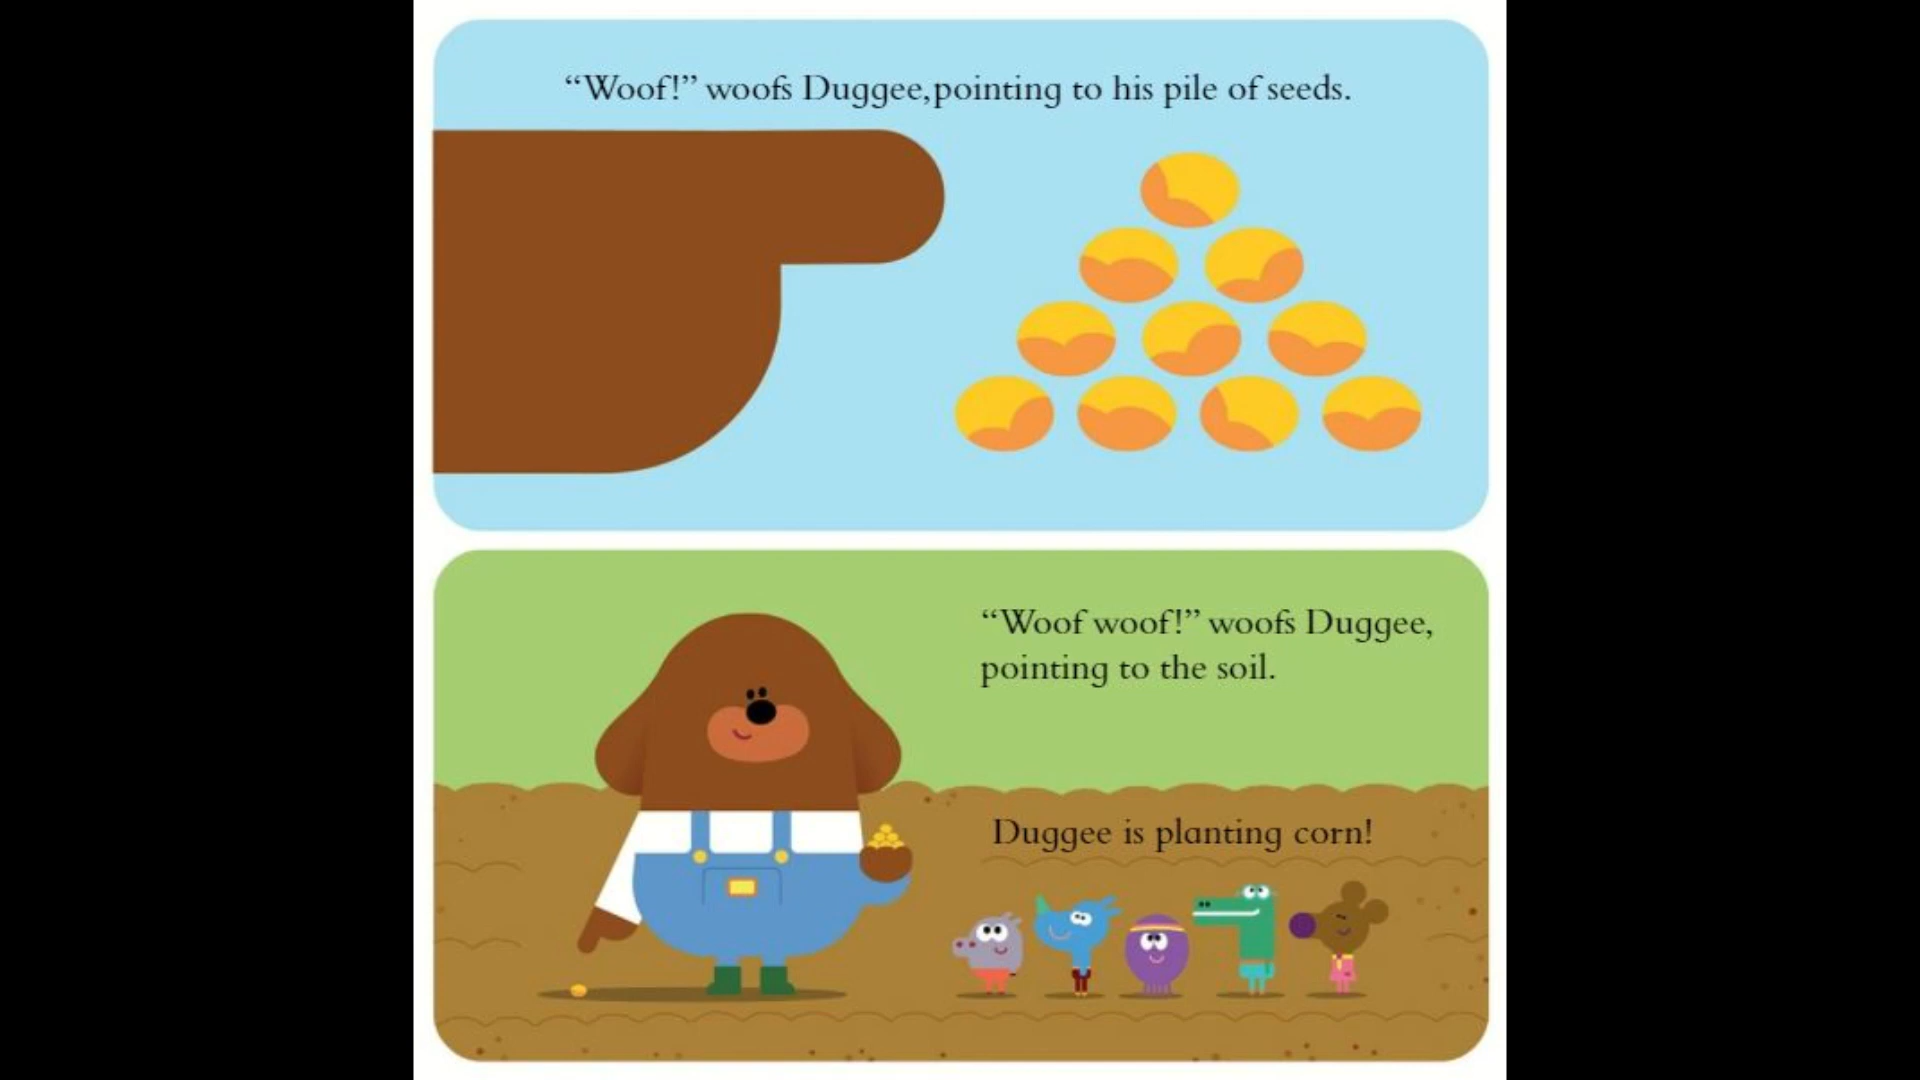 “Woof!” woofs Duggee,pointing to his pile of seeds.
“Woof woof!” woofs Duggee,
pointing to the soil.
Duggee is planting corn!